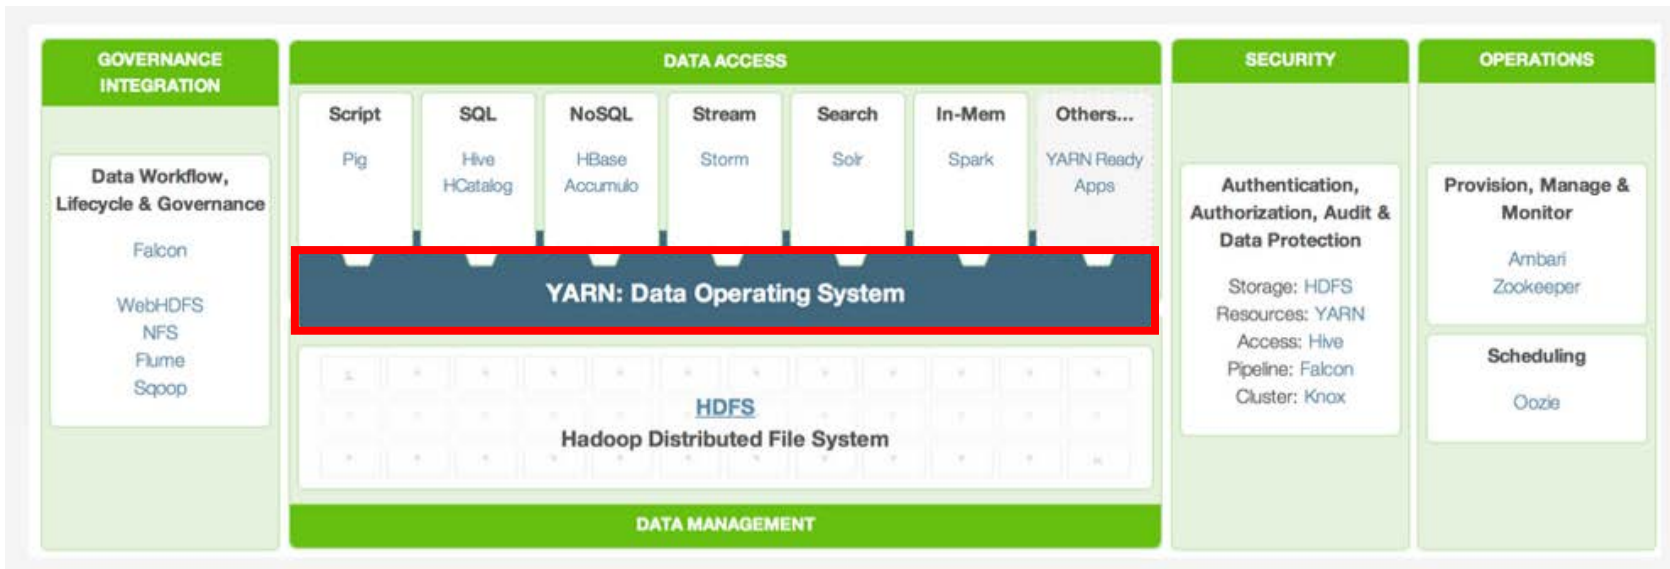 GOVERNANCE
INTEGRATION
Data Workflow,
Lifecycle & Governance
Falcon
WebHDFS
NFS
Flume
Sqoop
DATA ACCESS
Script
Pig
SQL
Hive
HCatalog
NoSQL
HBase
Accumulo
Stream
Storm
Search
Solr
In-Mem
Spark
Others...
YARN Ready
Apps
YARN: Data Operating System
HDFS
Hadoop Distributed File System
DATA MANAGEMENT
SECURITY
Authentication,
Authorization, Audit &
Data Protection
Storage: HDFS
Resources: YARN
Access: Hive
Pipeline: Falcon
Cluster: Knox
OPERATIONS
Provision, Manage &
Monitor
Ambari
Zookeeper
Scheduling
Oozie